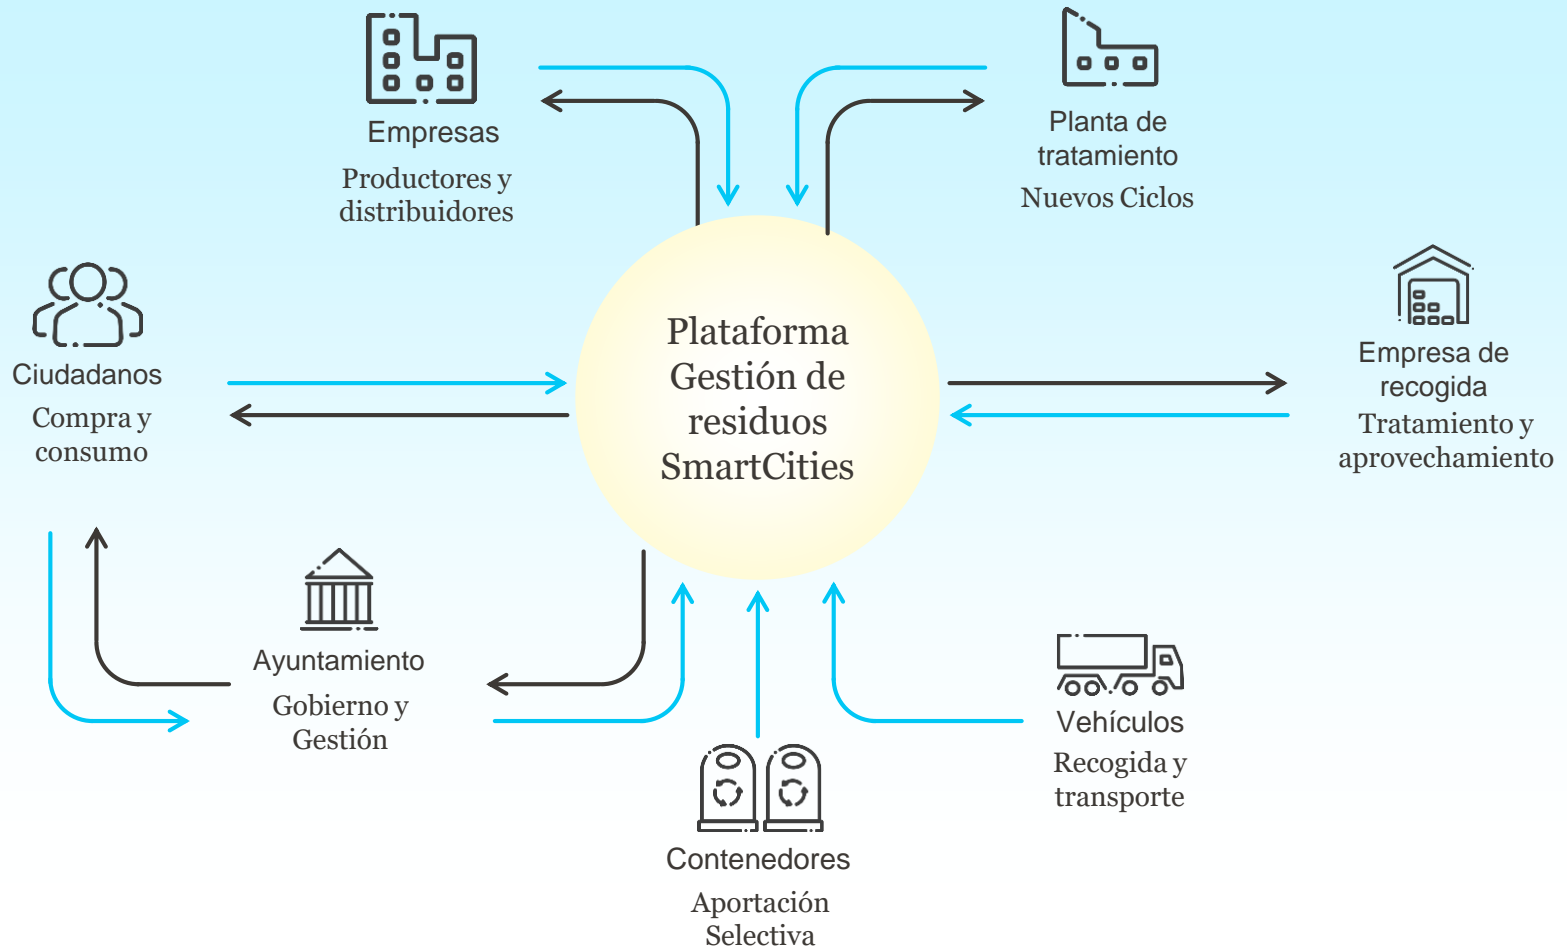 Empresas
Productores y
distribuidores
Planta de
tratamiento
Nuevos Ciclos
Ciudadanos
Compra y
consumo
Plataforma
Gestión de
residuos
SmartCities
Empresa de
recogida
Tratamiento y
aprovechamiento
Ayuntamiento
Gobierno y
Gestión
Vehículos
Recogida y
transporte
Contenedores
Aportación
Selectiva